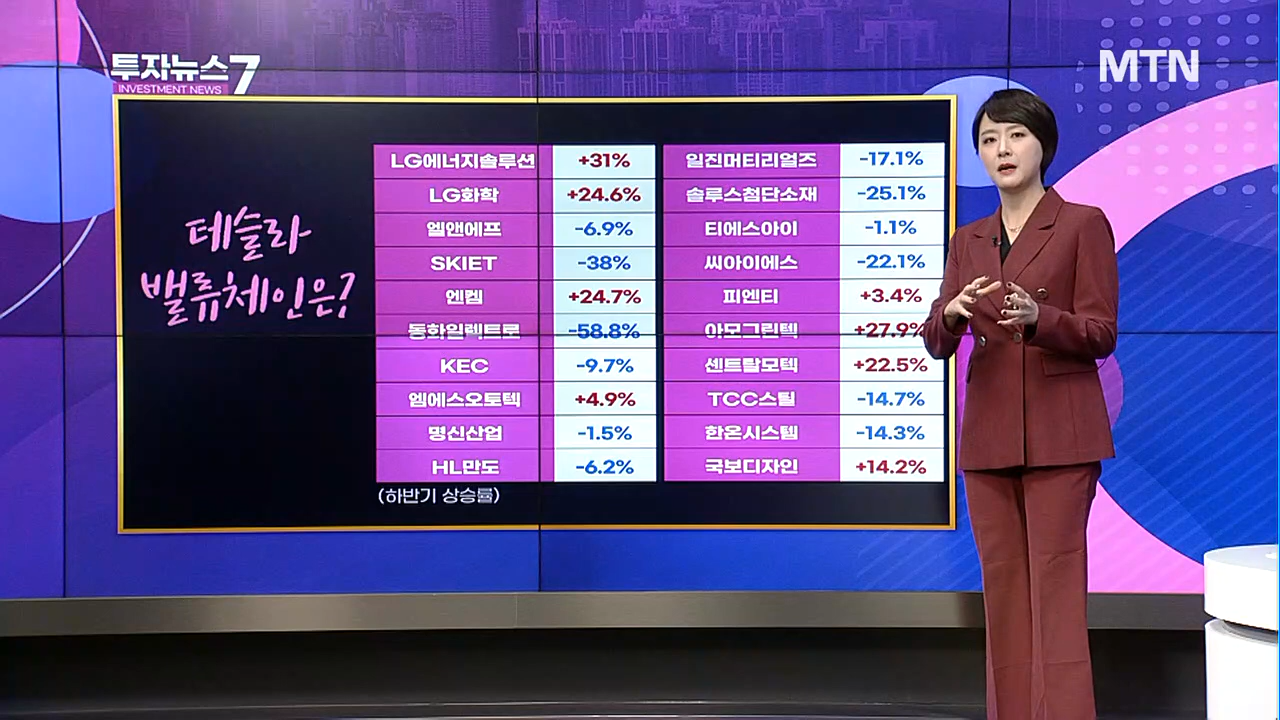 투자뉴스7
INVESTMENT NEWS
MTN
테슬라
밸류체인은?
LG에너지솔루션 +31%
LG화학 +24.6%
엘앤에프 -6.9%
SKIET -38%
엔켐 +24.7%
동화일렉트로 -58.8%
KEC -9.7%
엠에스오토텍 +4.9%
명신산업 -1.5%
HL만도 -6.2%
일진머티리얼즈 -17.1%
솔루스첨단소재 -25.1%
티에스아이 -1.1%
씨아이에스 -22.1%
피엔티 +3.4%
아모그린텍 +27.9%
센트랄모텍 +22.5%
TCC스틸 -14.7%
한온시스템 -14.3%
국보디자인 +14.2%
(하반기 상승률)